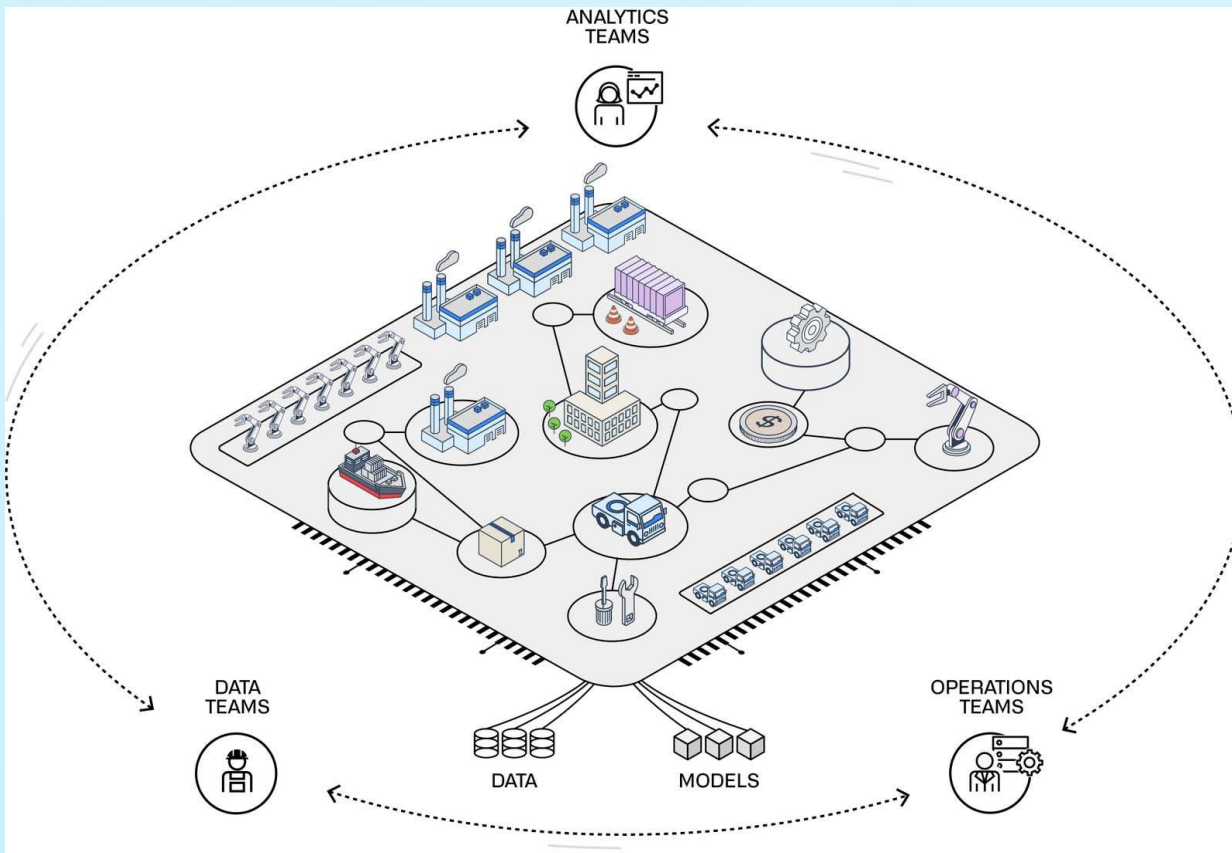 ANALYTICS
TEAMS
$
DATA
TEAMS
OPERATIONS
TEAMS
DATA
MODELS